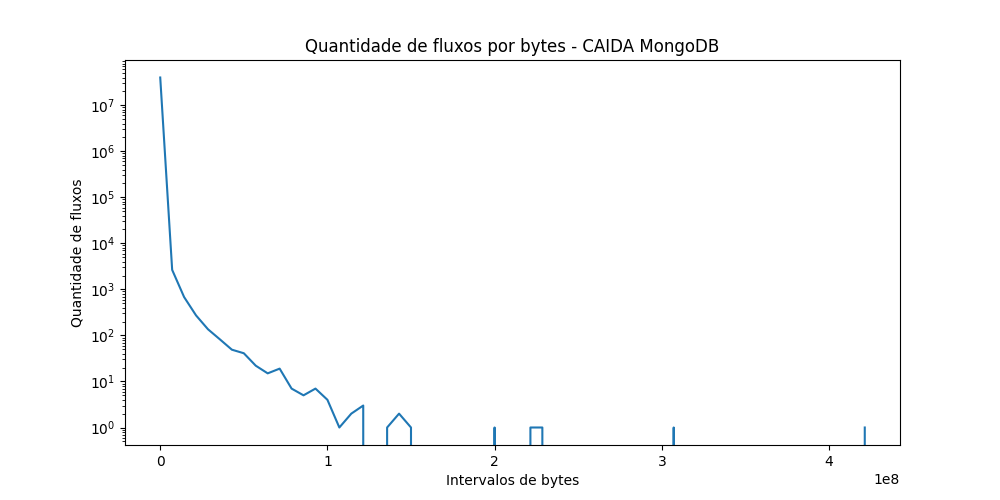 Quantidade de fluxos por bytes - CAIDA MongoDB
Quantidade de fluxos
10^7
10^6
10^5
10^4
10^3
10^2
10^1
10^0
0 1 2 3 4
1e8
Intervalos de bytes